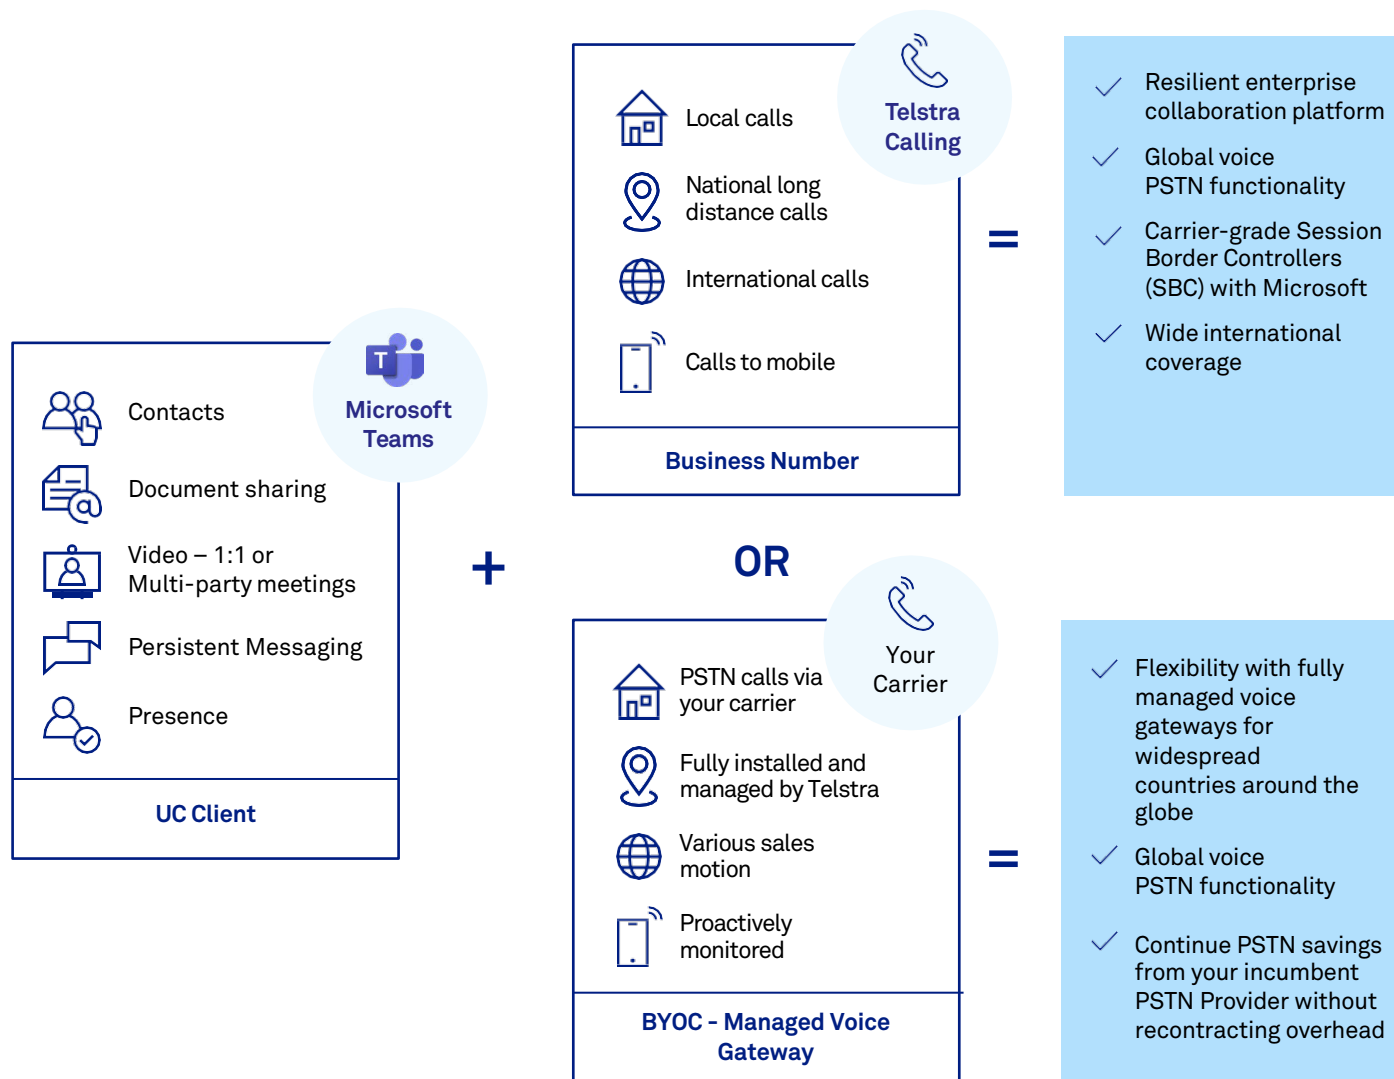 Microsoft
Teams
Contacts
Document sharing
Video – 1:1 or
Multi-party meetings
Persistent Messaging
Presence
UC Client
+
Telstra
Calling
Local calls
National long
distance calls
International calls
Calls to mobile
Business Number
=
Resilient enterprise
collaboration platform
Global voice
PSTN functionality
Carrier-grade Session
Border Controllers
(SBC) with Microsoft
Wide international
coverage
OR
Your
Carrier
PSTN calls via
your carrier
Fully installed and
managed by Telstra
Various sales
motion
Proactively
monitored
BYOC - Managed Voice
Gateway
=
Flexibility with fully
managed voice
gateways for
widespread
countries around the
globe
Global voice
PSTN functionality
Continue PSTN savings
from your incumbent
PSTN Provider without
recontracting overhead